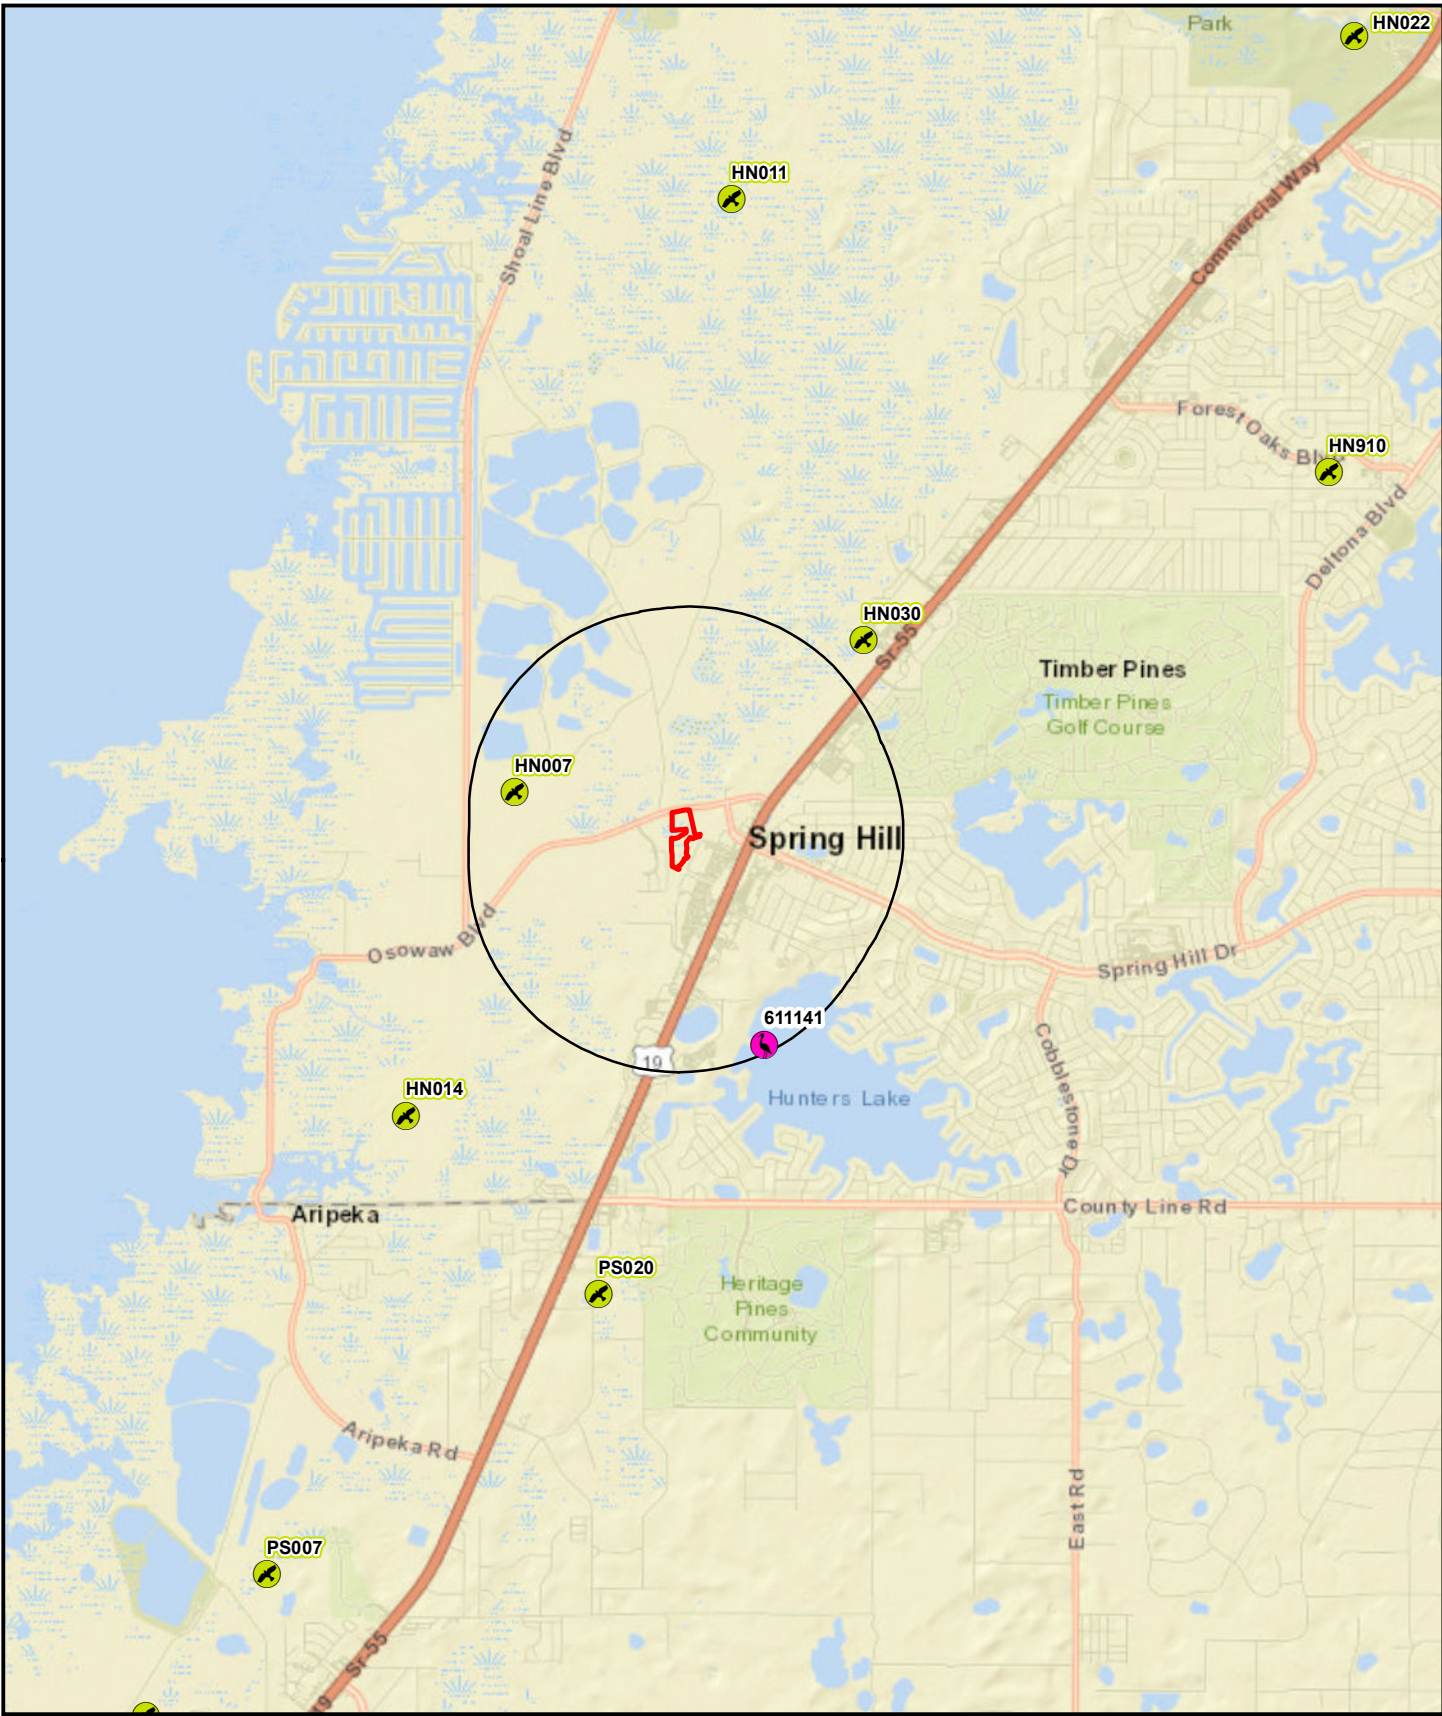 Park
HN022
Shoal Line Blvd
HN011
Commercial Way
Forest Oaks Blvd
HN910
Deltona Blvd
HN030
Sr-55
Timber Pines
Timber Pines
Golf Course
HN007
Spring Hill
Osowaw Blvd
Spring Hill Dr
611141
19
Cobblestone Dr
HN014
Hunters Lake
Aripeka
County Line Rd
PS020
Heritage
Pines
Community
Aripeka Rd
East Rd
PS007
Sr-55
19